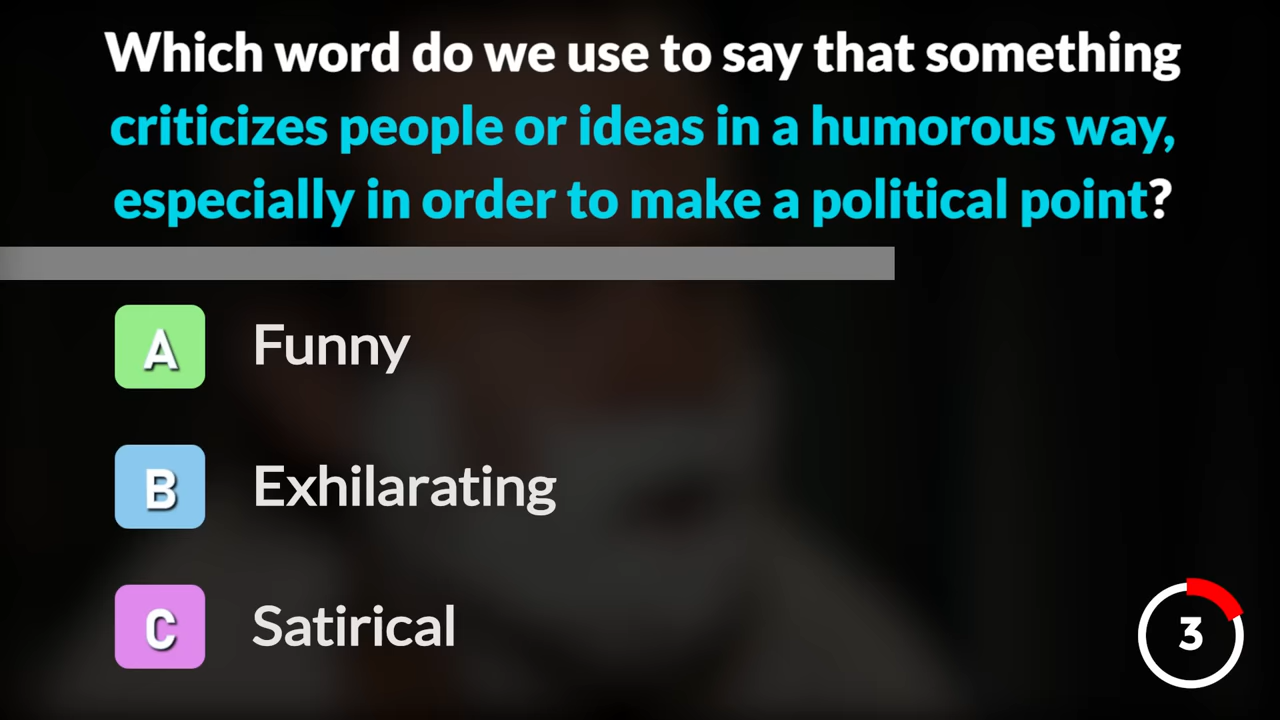 Which word do we use to say that something
criticizes people or ideas in a humorous way,
especially in order to make a political point?
A Funny
B Exhilarating
C Satirical
3